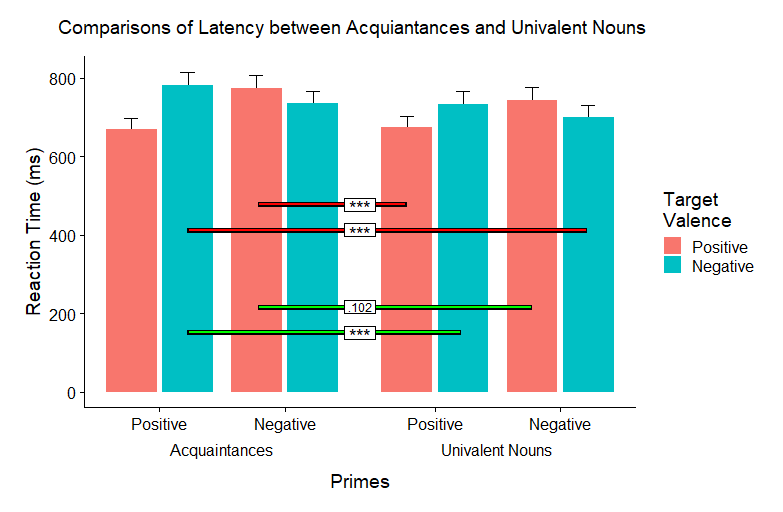 Comparisons of Latency between Acquiantances and Univalent Nouns
Reaction Time (ms)
800
600
400
200
0
***
***
.102
***
Positive
Negative
Positive
Negative
Acquaintances
Univalent Nouns
Primes
Target
Valence
Positive
Negative